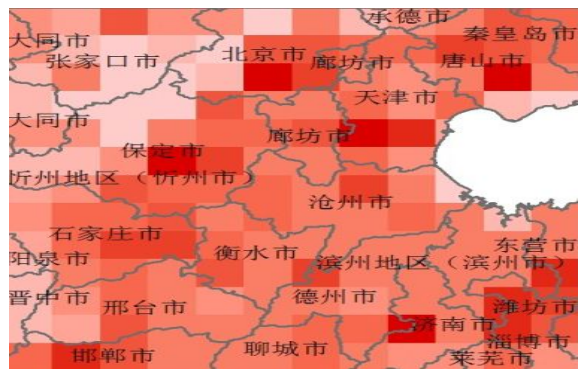 承德市
大同市
秦皇岛市
张家口市
北京市
廊坊市
唐山市
天津市
大同市
廊坊市
保定市
忻州地区（忻州市）
沧州市
石家庄市
衡水市
东营市
阳泉市
滨州地区（滨州市）
晋中市
邢台市
德州市
潍坊市
济南市
淄博市
邯郸市
聊城市
莱芜市